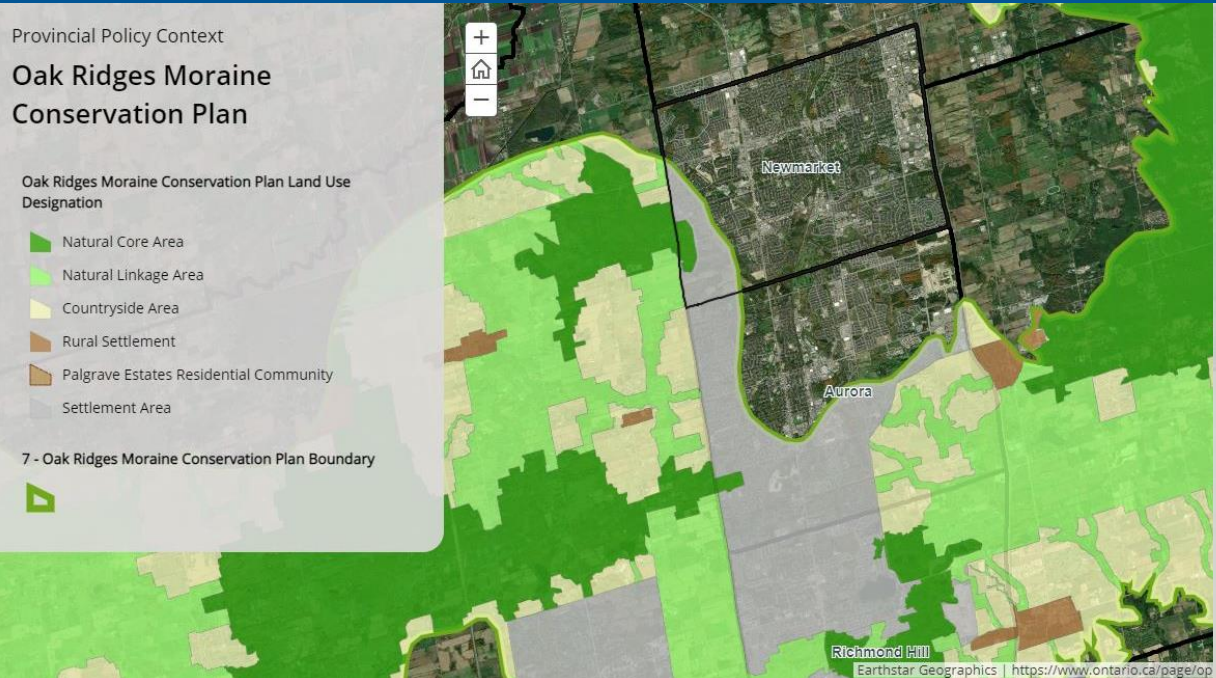 Provincial Policy Context
Oak Ridges Moraine
Conservation Plan
Oak Ridges Moraine Conservation Plan Land Use
Designation
Natural Core Area
Natural Linkage Area
Countryside Area
Rural Settlement
Palgrave Estates Residential Community
Settlement Area
7 - Oak Ridges Moraine Conservation Plan Boundary
+
−
Newmarket
Aurora
Richmond Hill
Earthstar Geographics | https://www.ontario.ca/page/op